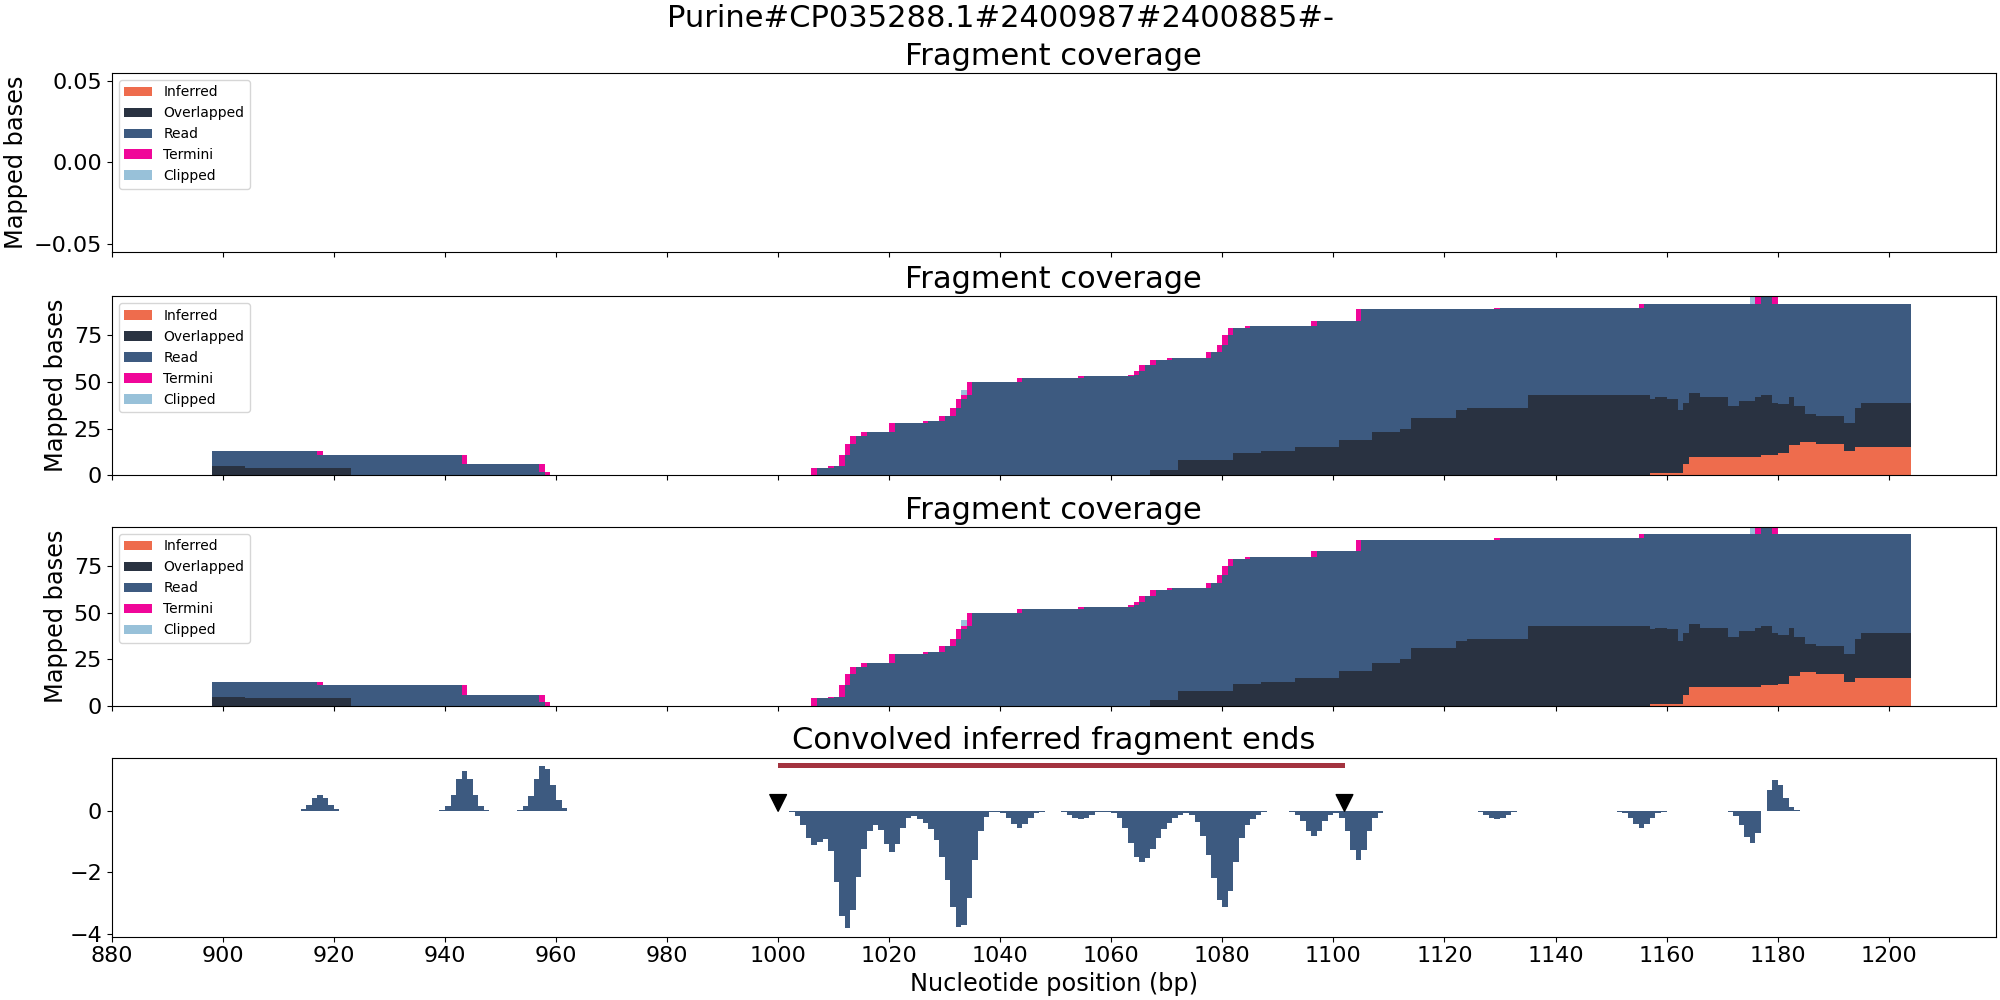 Purine#CP035288.1#2400987#2400885#-
Fragment coverage
Mapped bases
0.05
0.00
−0.05
Inferred
Overlapped
Read
Termini
Clipped
Fragment coverage
Mapped bases
75
50
25
0
Inferred
Overlapped
Read
Termini
Clipped
Fragment coverage
Mapped bases
75
50
25
0
Inferred
Overlapped
Read
Termini
Clipped
Convolved inferred fragment ends
0
−2
−4
880 900 920 940 960 980 1000 1020 1040 1060 1080 1100 1120 1140 1160 1180 1200
Nucleotide position (bp)